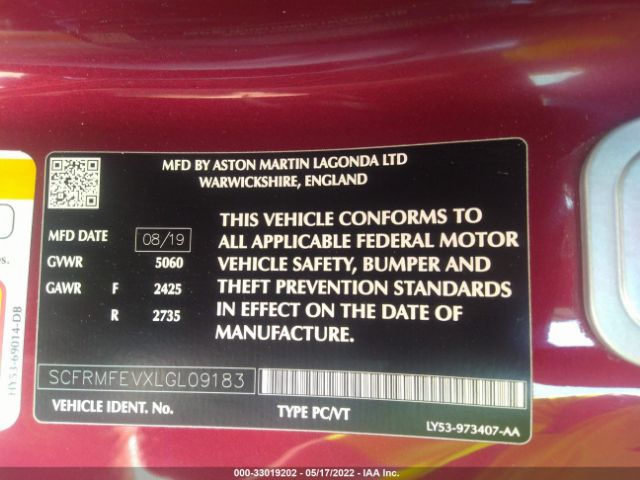 MFD BY ASTON MARTIN LAGONDA LTD
WARWICKSHIRE, ENGLAND
MFD DATE 08/19
GVWR 5060
GAWR F 2425
R 2735
THIS VEHICLE CONFORMS TO
ALL APPLICABLE FEDERAL MOTOR
VEHICLE SAFETY, BUMPER AND
THEFT PREVENTION STANDARDS
IN EFFECT ON THE DATE OF
MANUFACTURE.
SCFRMFEVXLGL09183
VEHICLE IDENT. No.
TYPE PC/VT
LY53-973407-AA
HY53-69014-DB
000-33019202 - 05/17/2022 - IAA Inc.